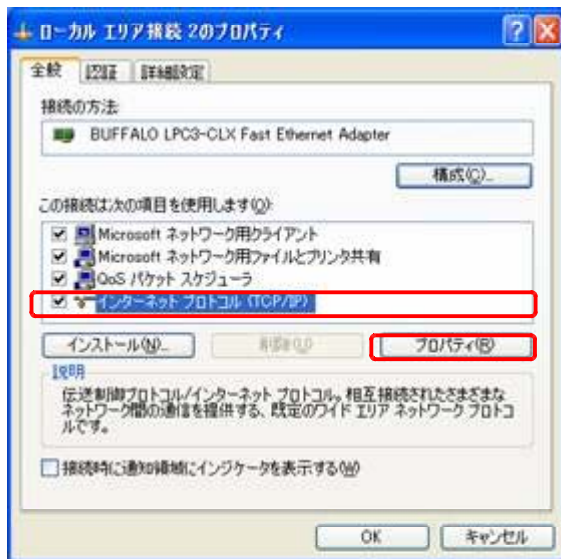 ローカル エリア接続 2のプロパティ
全般 認証 詳細設定
接続の方法:
BUFFALO LPC3-CLX Fast Ethernet Adapter
構成(C)...
この接続は次の項目を使用します(O):
Microsoft ネットワーク用クライアント
Microsoft ネットワーク用ファイルとプリンタ共有
QoS パケット スケジューラ
インターネット プロトコル (TCP/IP)
インストール(N)... 削除(U) プロパティ(R)
説明
伝送制御プロトコル/インターネット プロトコル。相互接続されたさまざまな
ネットワーク間の通信を提供する、既定のワイド エリア ネットワーク プロトコ
ルです。
接続時に通知領域にインジケータを表示する(W)
OK キャンセル